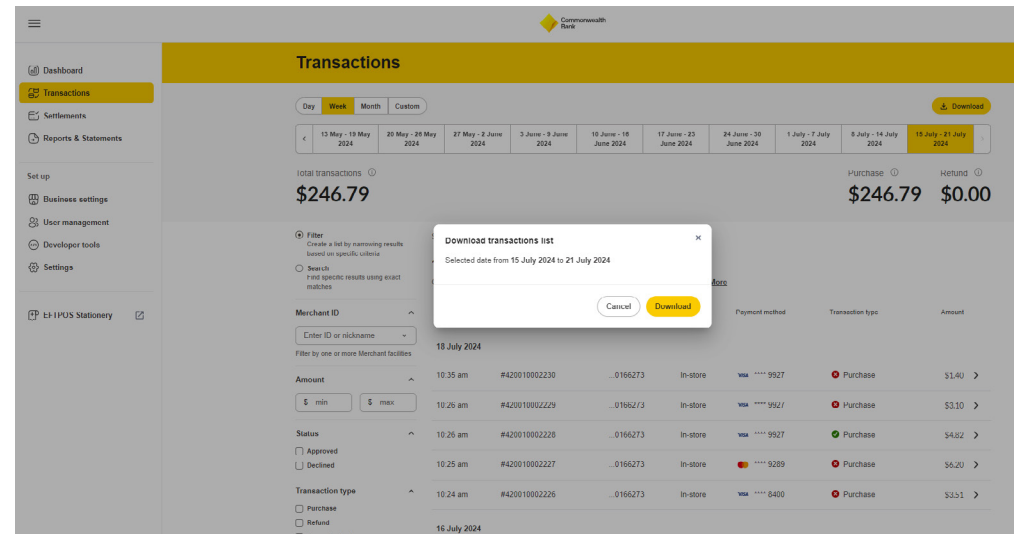 Commonwealth
Bank
Dashboard
Transactions
Settlements
Reports & Statements
Set up
Business settings
User management
Developer tools
Settings
EFTPOS Stationery
Transactions
Day Week Month Custom
Download
13 May - 19 May 2024
20 May - 26 May 2024
27 May - 2 June 2024
3 June - 9 June 2024
10 June - 16 June 2024
17 June - 23 June 2024
24 June - 30 June 2024
1 July - 7 July 2024
8 July - 14 July 2024
15 July - 21 July 2024
Total transactions
$246.79
Purchase
$246.79
Refund
$0.00
Filter
Create a list by narrowing results
based on specific criteria
Search
Find specific results using exact
matches
Merchant ID
Enter ID or nickname
Filter by one or more Merchant facilities
Amount
$ min $ max
Status
Approved
Declined
Transaction type
Purchase
Refund
Download transactions list
Selected date from 15 July 2024 to 21 July 2024
Cancel Download
More
Payment method Transaction type Amount
18 July 2024
10:35 am #420010002230 ...0166273 In-store VISA **** 9927 Purchase $1.40
10:26 am #420010002229 ...0166273 In-store VISA **** 9927 Purchase $3.10
10:26 am #420010002228 ...0166273 In-store VISA **** 9927 Purchase $4.82
10:25 am #420010002227 ...0166273 In-store **** 9289 Purchase $6.20
10:24 am #420010002226 ...0166273 In-store VISA **** 8400 Purchase $3.51
16 July 2024